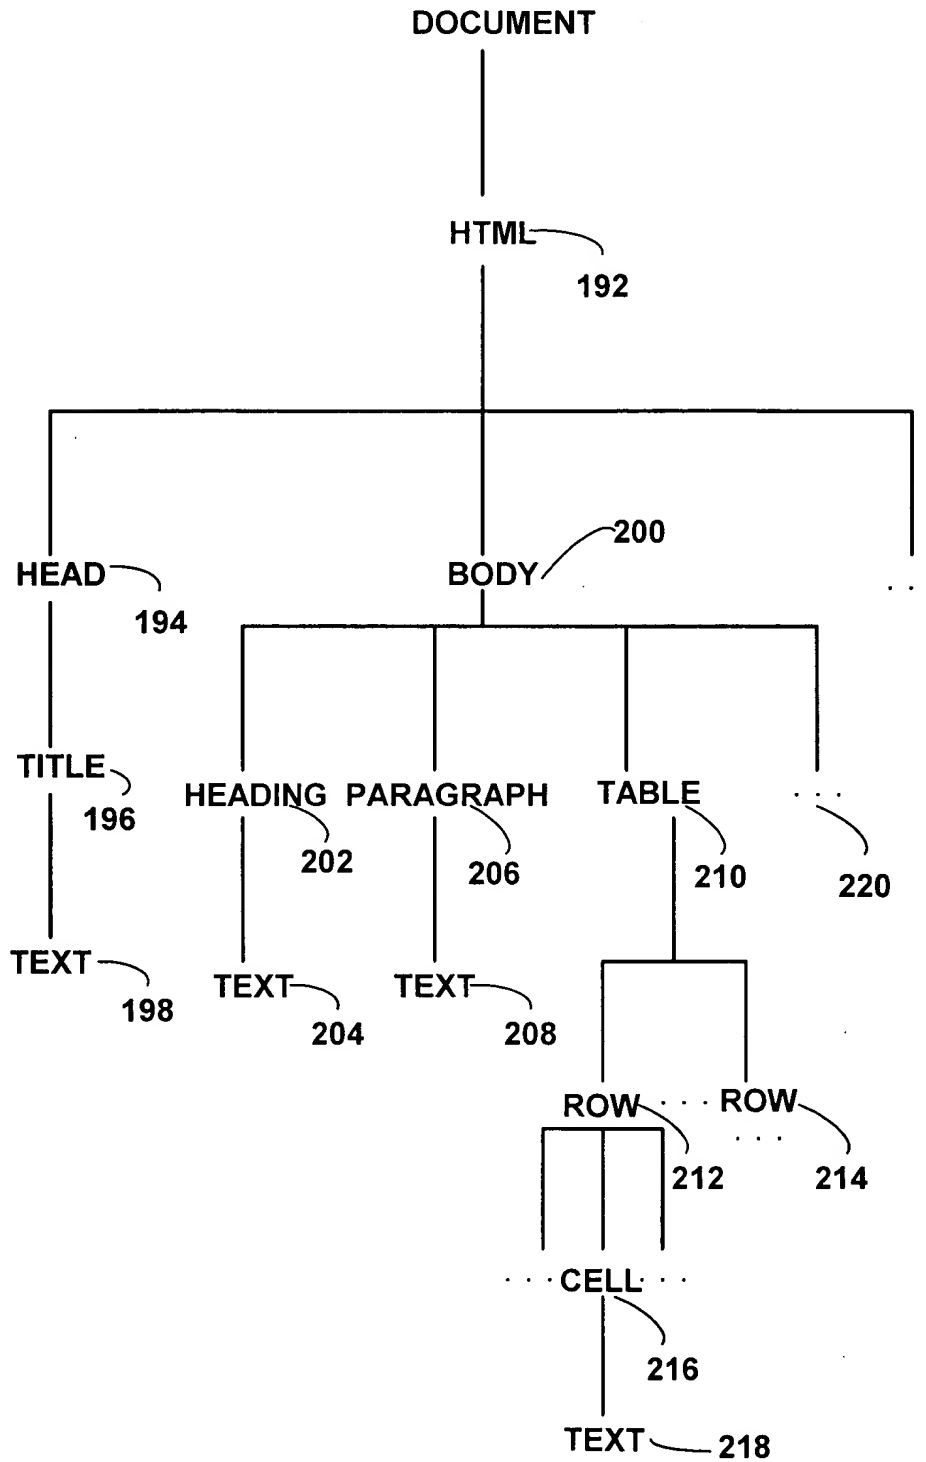 DOCUMENT
HTML
192
200
HEAD
BODY
. .
194
TITLE
196
HEADING PARAGRAPH TABLE . . .
202
206
210
220
TEXT
198
TEXT
TEXT
204
208
ROW . . . ROW
. . .
212
214
. . . CELL . . .
216
TEXT
218